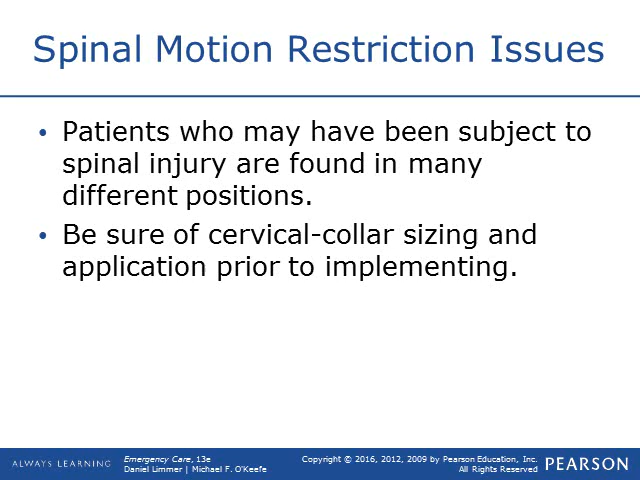 Spinal Motion Restriction Issues
• Patients who may have been subject to
spinal injury are found in many
different positions.
• Be sure of cervical-collar sizing and
application prior to implementing.
ALWAYS LEARNING
Emergency Care, 13e
Daniel Limmer | Michael F. O'Keefe
Copyright © 2016, 2012, 2009 by Pearson Education, Inc.
All Rights Reserved
PEARSON